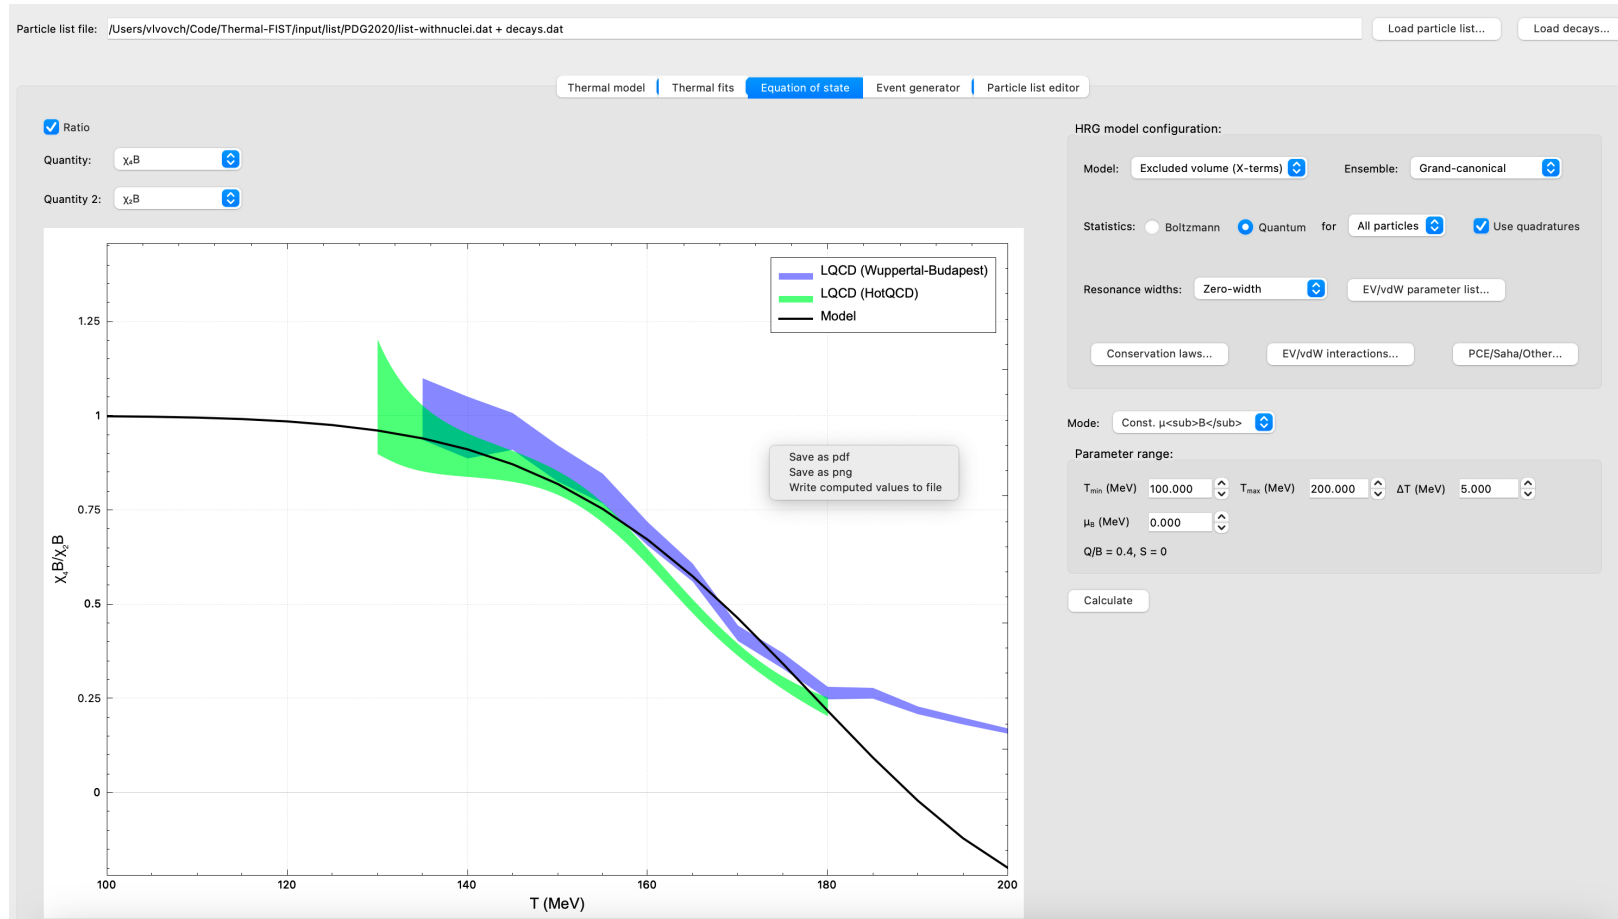 Particle list file: /Users/vlvovch/Code/Thermal-FIST/input/list/PDG2020/list-withnuclei.dat + decays.dat Load particle list... Load decays...
Thermal model Thermal fits Equation of state Event generator Particle list editor
Ratio
Quantity: χ₄B
Quantity 2: χ₂B
LQCD (Wuppertal-Budapest)
LQCD (HotQCD)
Model
1.25
1
0.75
0.5
0.25
0
χ₄B/χ₂B
100 120 140 160 180 200
T (MeV)
Save as pdf
Save as png
Write computed values to file
HRG model configuration:
Model: Excluded volume (X-terms) Ensemble: Grand-canonical
Statistics: Boltzmann Quantum for All particles Use quadratures
Resonance widths: Zero-width EV/vdW parameter list...
Conservation laws... EV/vdW interactions... PCE/Saha/Other...
Mode: Const. μ<sub>B</sub>
Parameter range:
Tₘᵢₙ (MeV) 100.000 Tₘₐₓ (MeV) 200.000 ΔT (MeV) 5.000
μ_B (MeV) 0.000
Q/B = 0.4, S = 0
Calculate